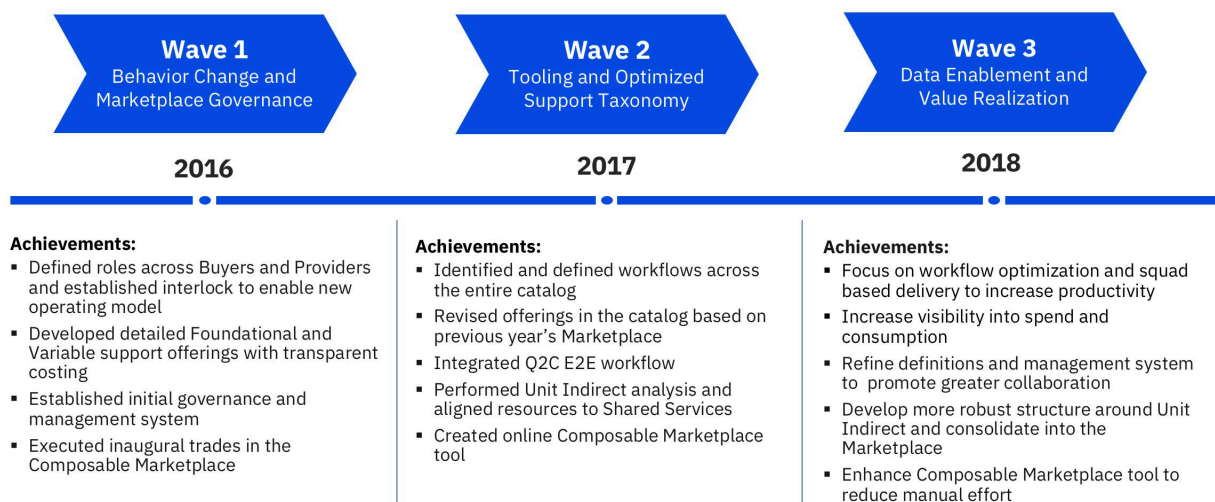 Wave 1
Behavior Change and
Marketplace Governance
2016
Achievements:
▪ Defined roles across Buyers and Providers
and established interlock to enable new
operating model
▪ Developed detailed Foundational and
Variable support offerings with transparent
costing
▪ Established initial governance and
management system
▪ Executed inaugural trades in the
Composable Marketplace
Wave 2
Tooling and Optimized
Support Taxonomy
2017
Achievements:
▪ Identified and defined workflows across
the entire catalog
▪ Revised offerings in the catalog based on
previous year’s Marketplace
▪ Integrated Q2C E2E workflow
▪ Performed Unit Indirect analysis and
aligned resources to Shared Services
▪ Created online Composable Marketplace
tool
Wave 3
Data Enablement and
Value Realization
2018
Achievements:
▪ Focus on workflow optimization and squad
based delivery to increase productivity
▪ Increase visibility into spend and
consumption
▪ Refine definitions and management system
to promote greater collaboration
▪ Develop more robust structure around Unit
Indirect and consolidate into the
Marketplace
▪ Enhance Composable Marketplace tool to
reduce manual effort